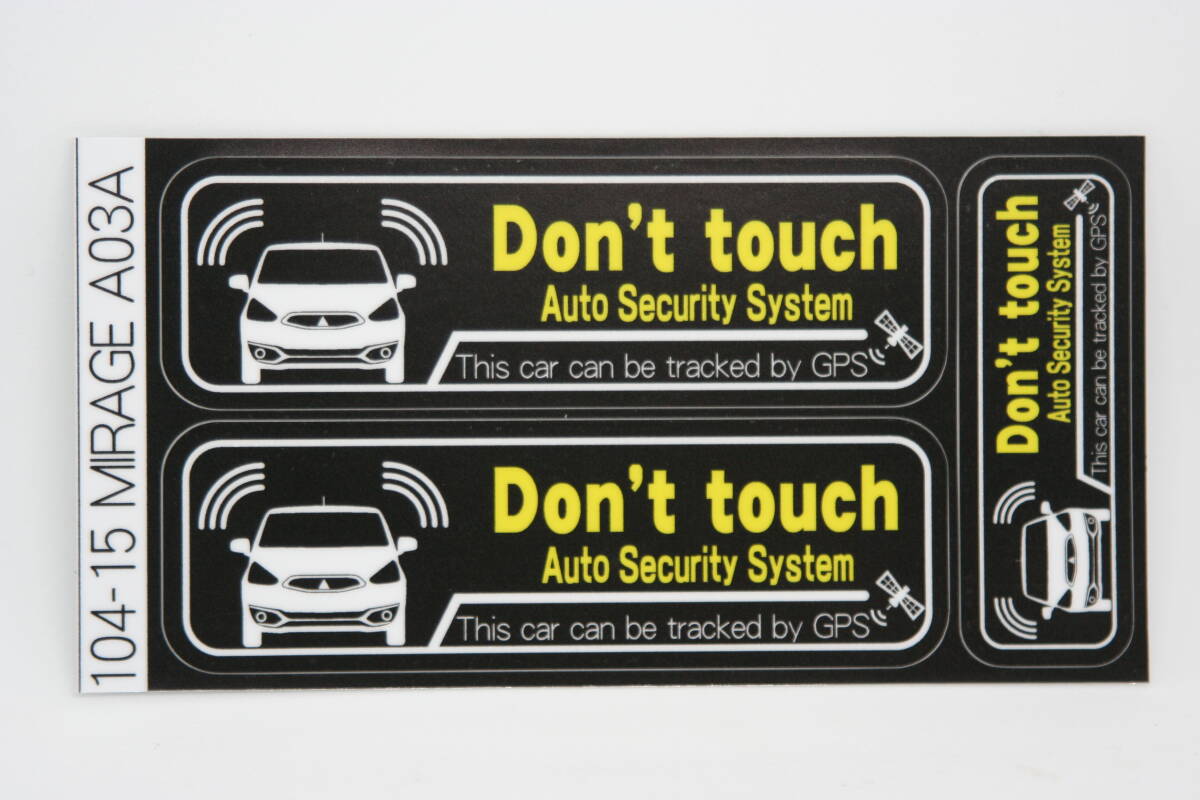 104-15 MIRAGE A03A
Don't touch
Auto Security System
This car can be tracked by GPS
Don't touch
Auto Security System
This car can be tracked by GPS
Don't touch
Auto Security System
This car can be tracked by GPS